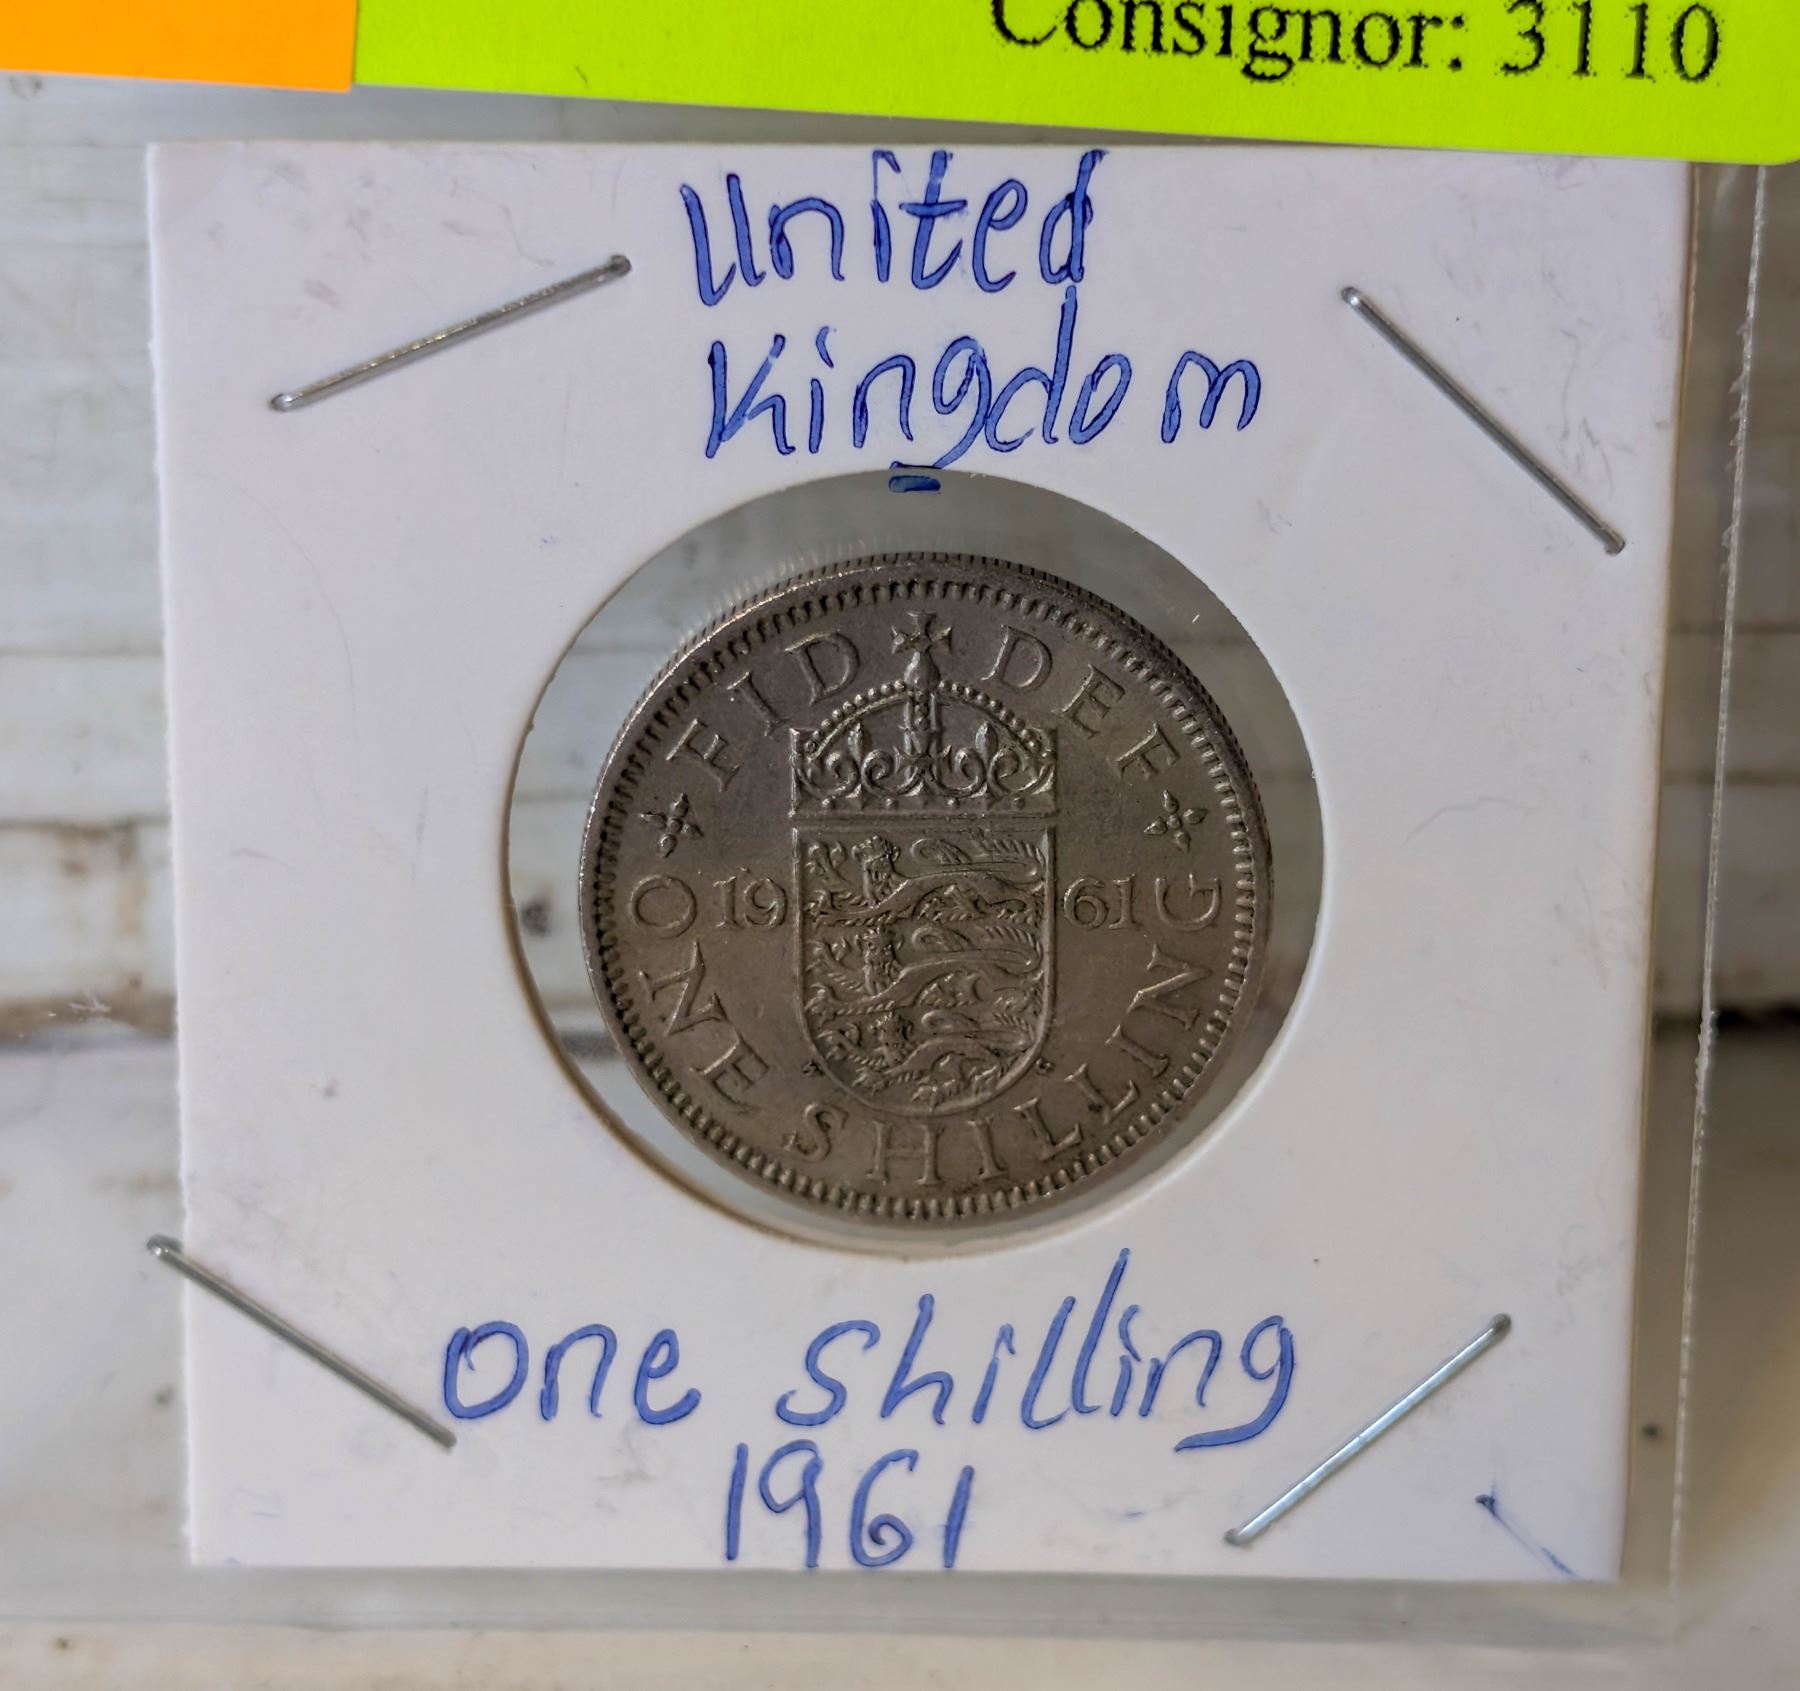 Consignor: 3110
United
Kingdom
FID DEF
19 61
ONE SHILLING
One shilling
1961